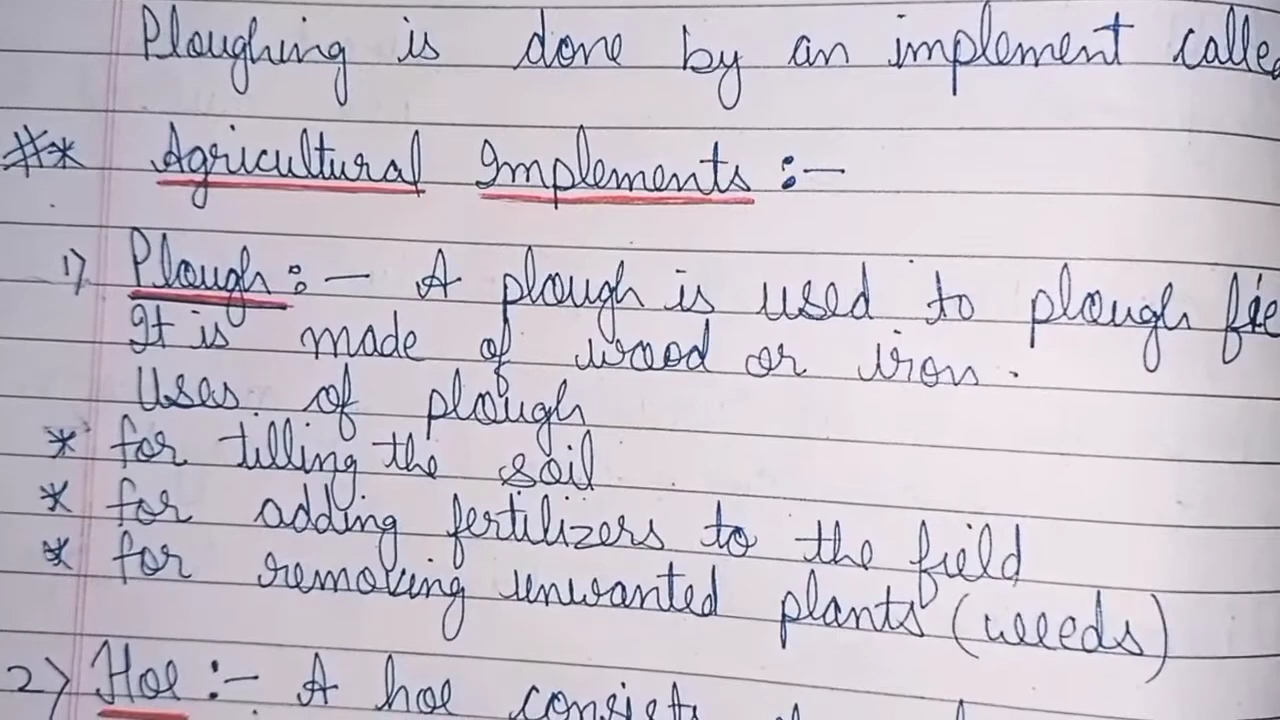 Ploughing is done by an implement calle
#* Agricultural Implements :-
1) Plough :- A plough is used to plough fie
It is made of wood or iron.
Uses of plough
* for tilling the soil
* for adding fertilizers to the field
* for removing unwanted plants (weeds)
2) Hoe :- A hoe consists